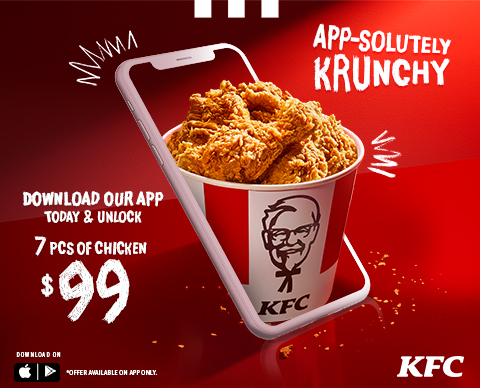 APP-SOLUTELY
KRUNCHY
DOWNLOAD OUR APP
TODAY & UNLOCK
7 PCS OF CHICKEN
$99
KFC
DOWNLOAD ON
*OFFER AVAILABLE ON APP ONLY.
KFC